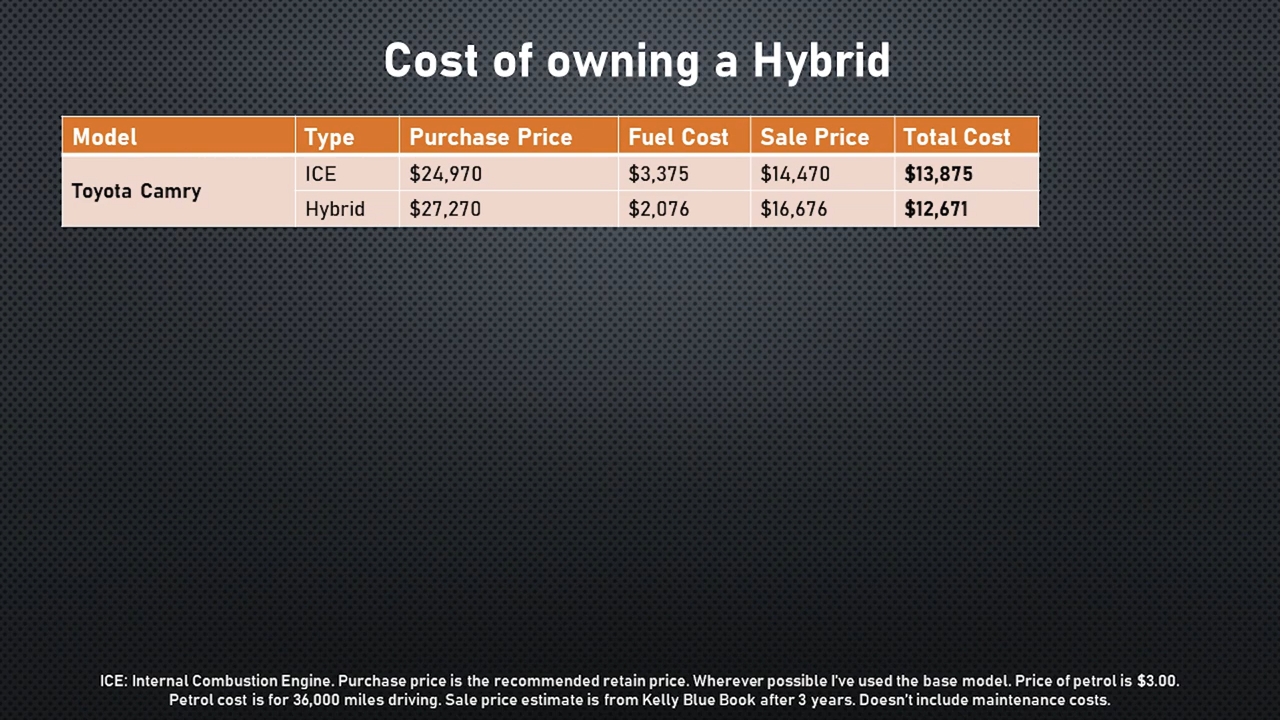 Cost of owning a Hybrid
Model Type Purchase Price Fuel Cost Sale Price Total Cost
Toyota Camry
ICE $24,970 $3,375 $14,470 $13,875
Hybrid $27,270 $2,076 $16,676 $12,671
ICE: Internal Combustion Engine. Purchase price is the recommended retain price. Wherever possible I've used the base model. Price of petrol is $3.00.
Petrol cost is for 36,000 miles driving. Sale price estimate is from Kelly Blue Book after 3 years. Doesn't include maintenance costs.